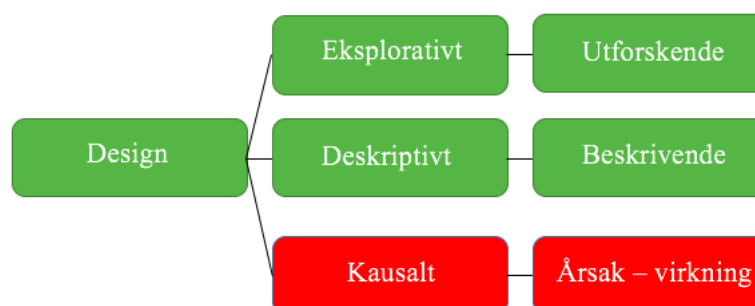 Eksplorativt
Utforskende
Design
Deskriptivt
Beskrivende
Kausalt
Årsak – virkning